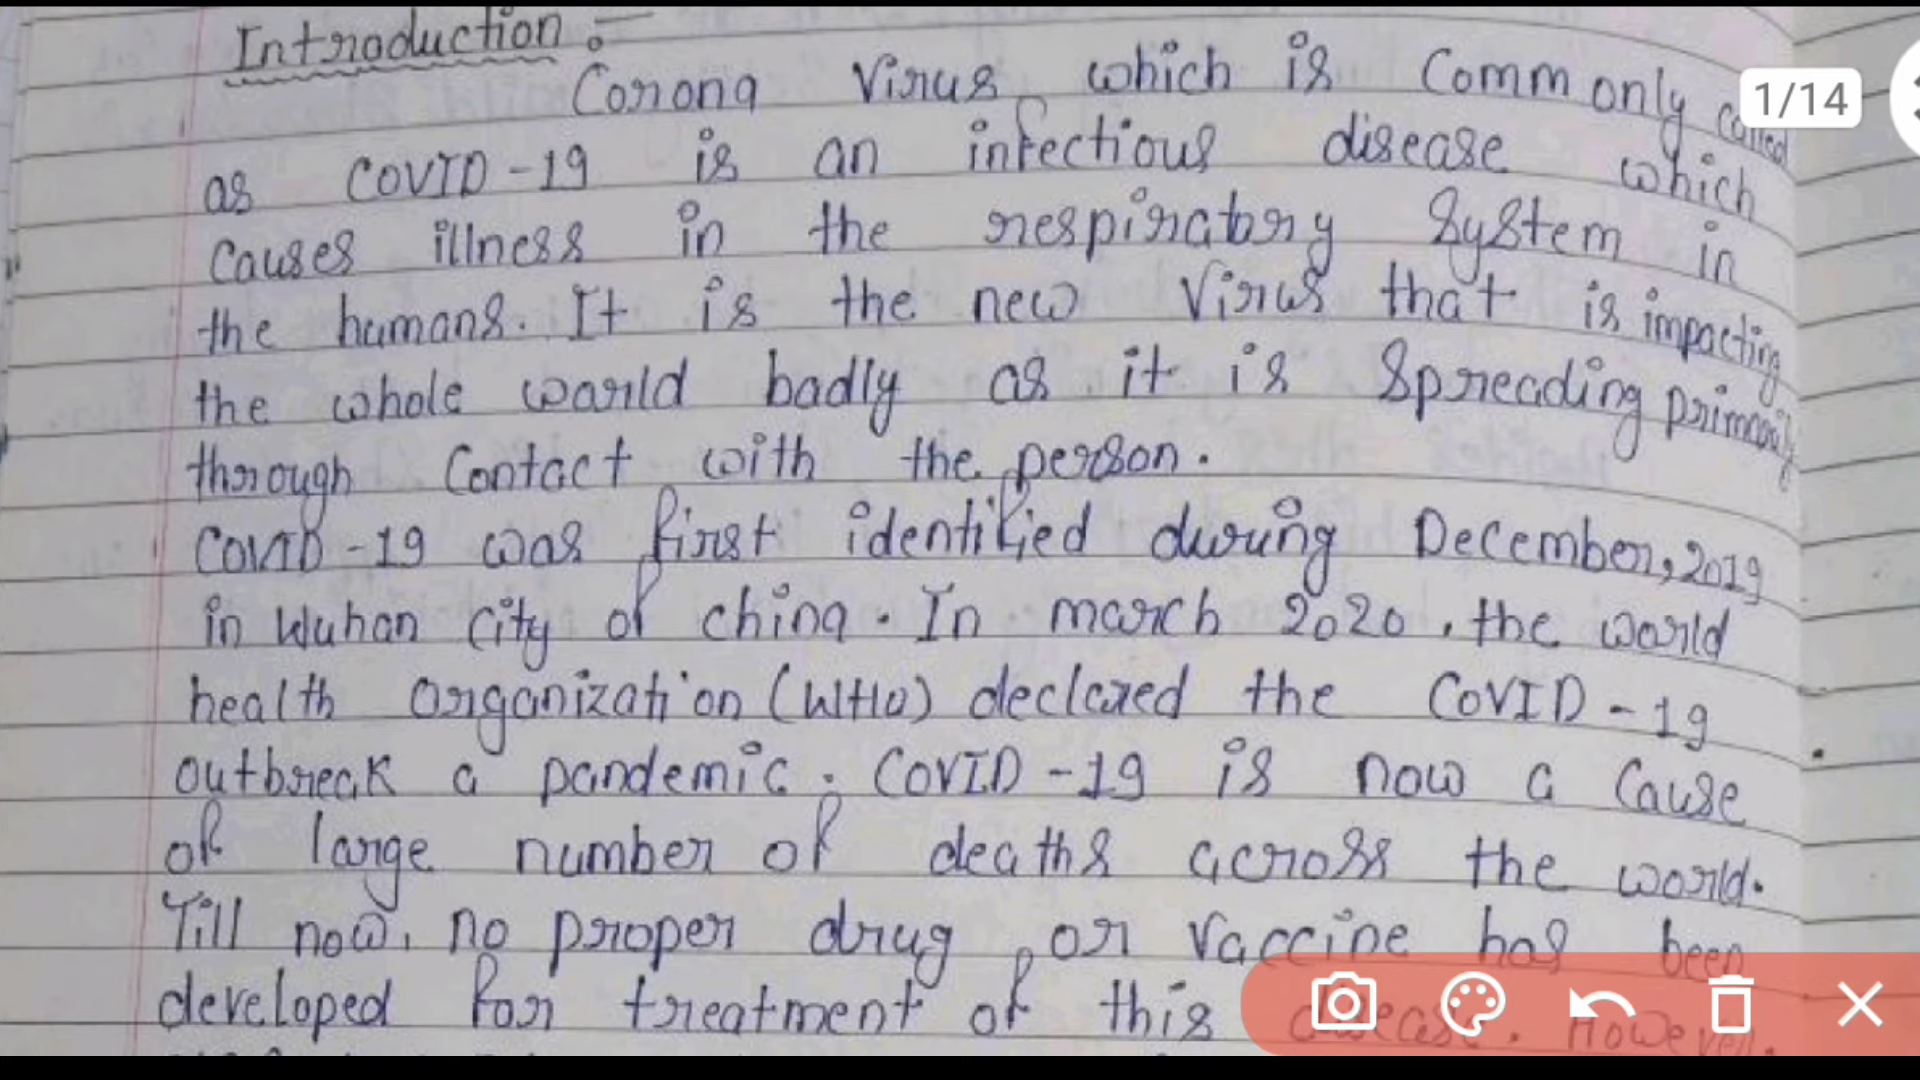 Introduction :-
Corona Virus, which is Commonly called
1/14
as COVID-19 is an infectious disease which
causes illness in the respiratory System in
the humans. It is the new Virus that is impacting
the whole world badly as it is Spreading primarily
through Contact with the person.
COVID-19 was first identified during December, 2019
in Wuhan City of china. In march 2020, the world
health organization (WHO) declared the COVID-19
outbreak a pandemic. COVID-19 is now a Cause
of large number of deaths across the world.
Till now, no proper drug, or Vaccine has been
developed for treatment of this disease. However,